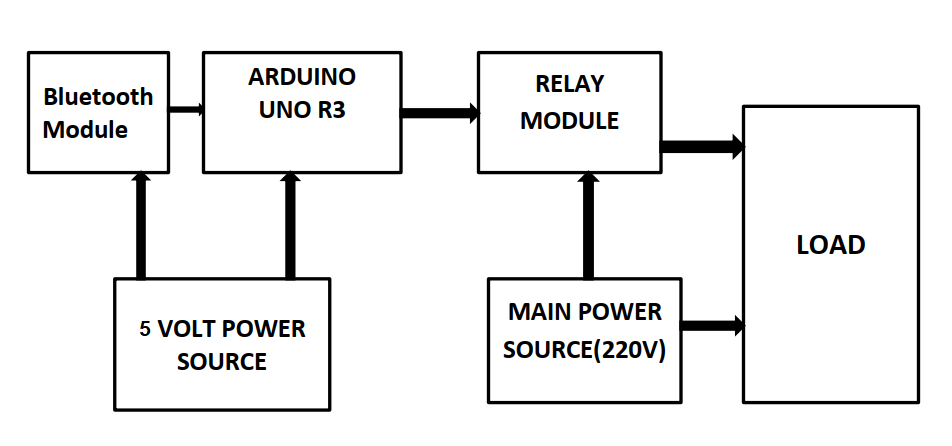 Bluetooth
Module
ARDUINO
UNO R3
RELAY
MODULE
LOAD
5 VOLT POWER
SOURCE
MAIN POWER
SOURCE(220V)